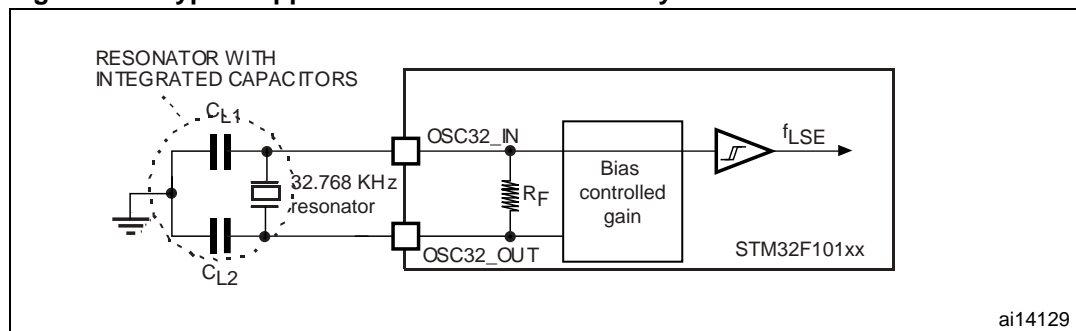 RESONATOR WITH
INTEGRATED CAPACITORS
CL1
OSC32_IN
fLSE
32.768 KHz
resonator
RF
Bias
controlled
gain
OSC32_OUT
STM32F101xx
CL2
ai14129